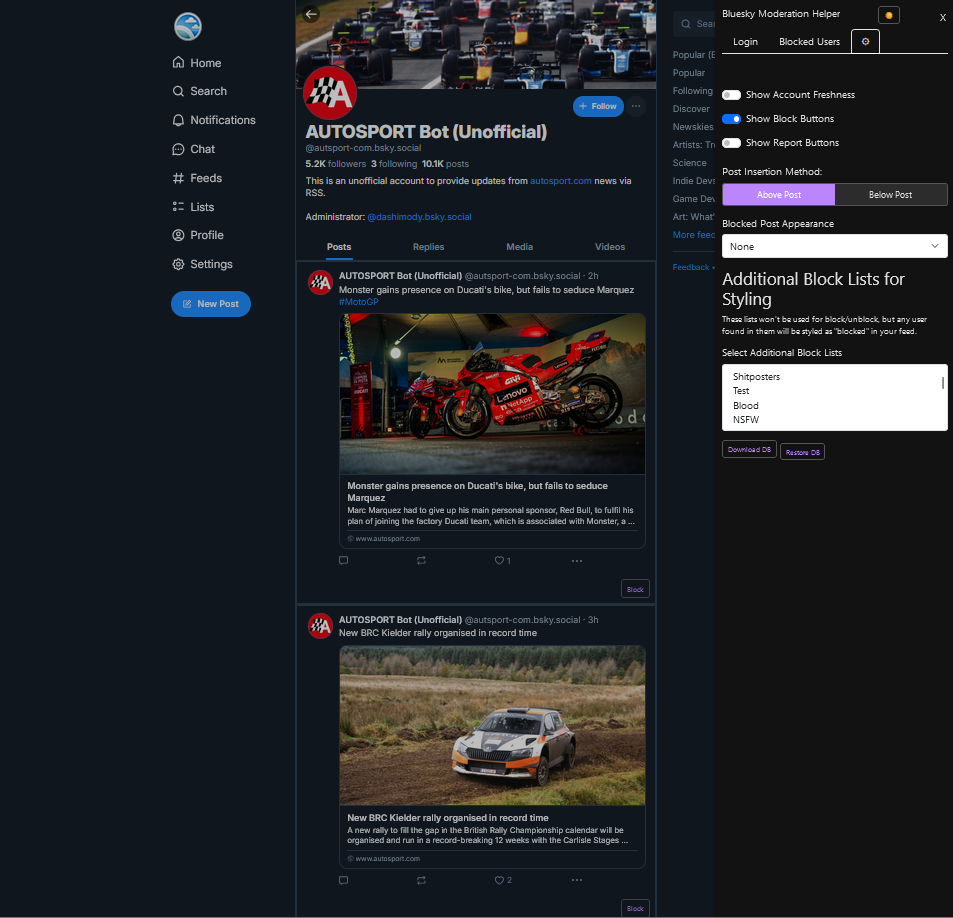 Home
Search
Notifications
Chat
Feeds
Lists
Profile
Settings
New Post
A
+ Follow
AUTOSPORT Bot (Unofficial)
@autsport-com.bsky.social
5.2K followers 3 following 10.1K posts
This is an unofficial account to provide updates from autosport.com news via
RSS.
Administrator: @dashimody.bsky.social
Posts
Replies
Media
Videos
AUTOSPORT Bot (Unofficial) @autsport-com.bsky.social · 2h
Monster gains presence on Ducati's bike, but fails to seduce Marquez
#MotoGP
Lenovo
Monster gains presence on Ducati's bike, but fails to seduce
Marquez
Marc Marquez had to give up his main personal sponsor, Red Bull, to fulfil his
plan of joining the factory Ducati team, which is associated with Monster, a ...
www.autosport.com
1
Block
AUTOSPORT Bot (Unofficial) @autsport-com.bsky.social · 3h
New BRC Kielder rally organised in record time
New BRC Kielder rally organised in record time
A new rally to fill the gap in the British Rally Championship calendar will be
organised and run in a record-breaking 12 weeks with the Carlisle Stages ...
www.autosport.com
2
Block
Sear
Popular (E
Popular
Following
Discover
Newskies
Artists: Tr
Science
Indie Devs
Game Dev
Art: What'
More feed
Feedback
Bluesky Moderation Helper
X
Login
Blocked Users
Show Account Freshness
Show Block Buttons
Show Report Buttons
Post Insertion Method:
Above Post
Below Post
Blocked Post Appearance
None
Additional Block Lists for
Styling
These lists won't be used for block/unblock, but any user
found in them will be styled as "blocked" in your feed.
Select Additional Block Lists
Shitposters
Test
Blood
NSFW
Download DB
Restore DB